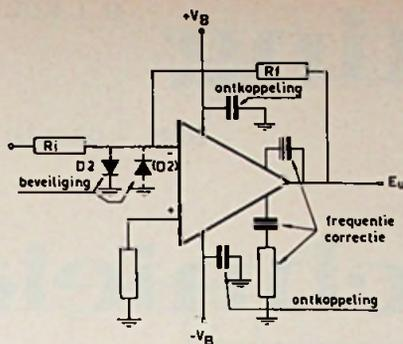 +VB
Rf
ontkoppeling
Ri
D2
(D2)
-
beveiliging
+
Eu
frequentie
correctie
ontkoppeling
-VB